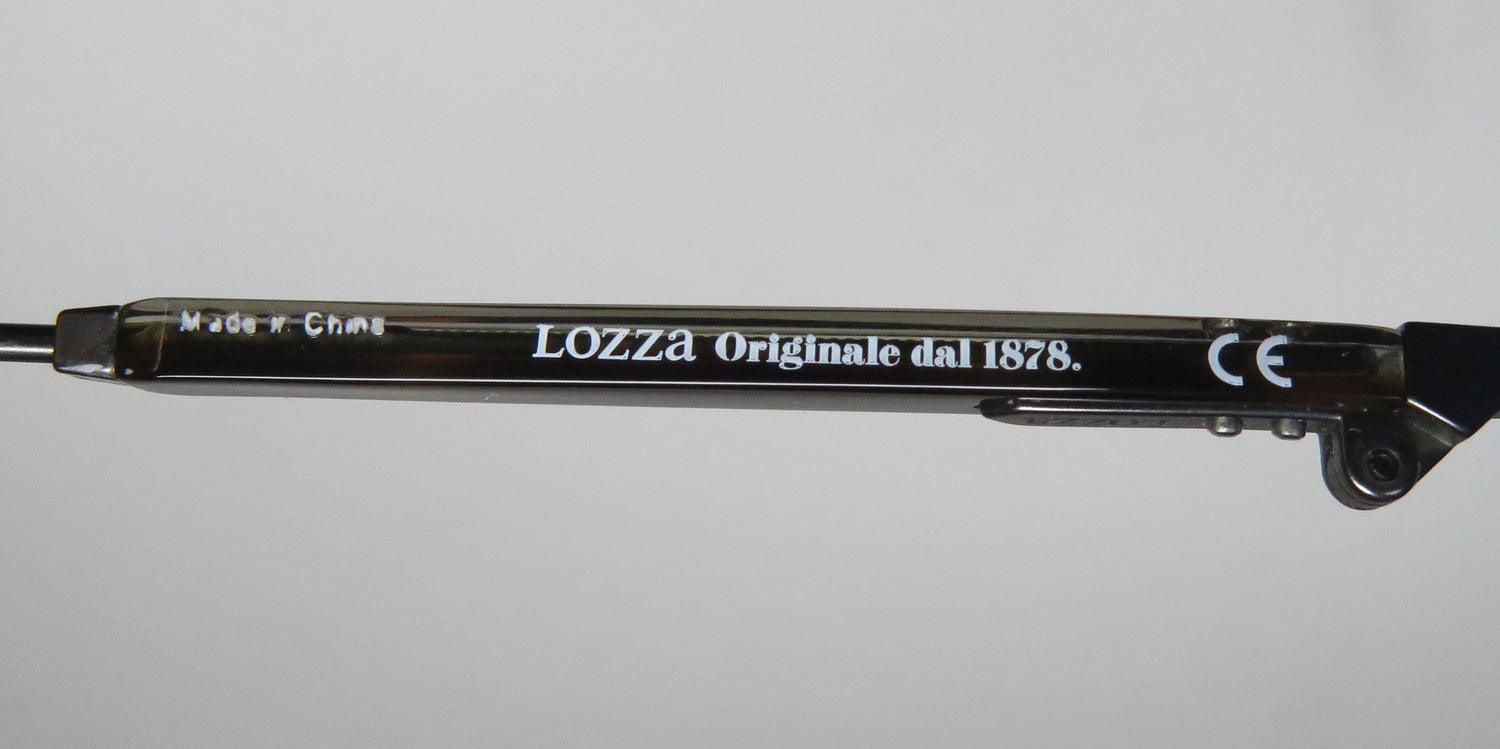 Made in China
LOZZA Originale dal 1878.
CE